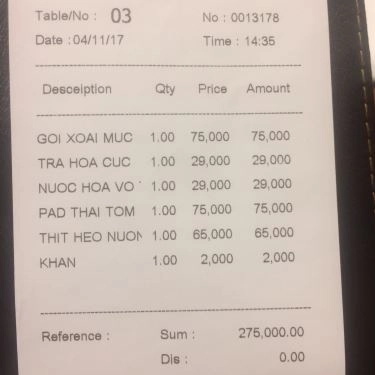 Table/No : 03 No : 0013178
Date : 04/11/17 Time : 14:35
Desceiption Qty Price Amount
GOI XOAI MUC 1.00 75,000 75,000
TRA HOA CUC 1.00 29,000 29,000
NUOC HOA VO 1.00 29,000 29,000
PAD THAI TOM 1.00 75,000 75,000
THIT HEO NUON 1.00 65,000 65,000
KHAN 1.00 2,000 2,000
Reference : Sum : 275,000.00
Dis : 0.00